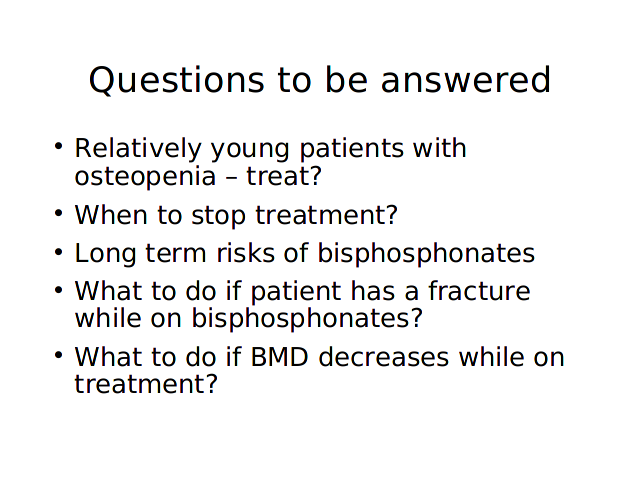 Questions to be answered
• Relatively young patients with
osteopenia – treat?
• When to stop treatment?
• Long term risks of bisphosphonates
• What to do if patient has a fracture
while on bisphosphonates?
• What to do if BMD decreases while on
treatment?